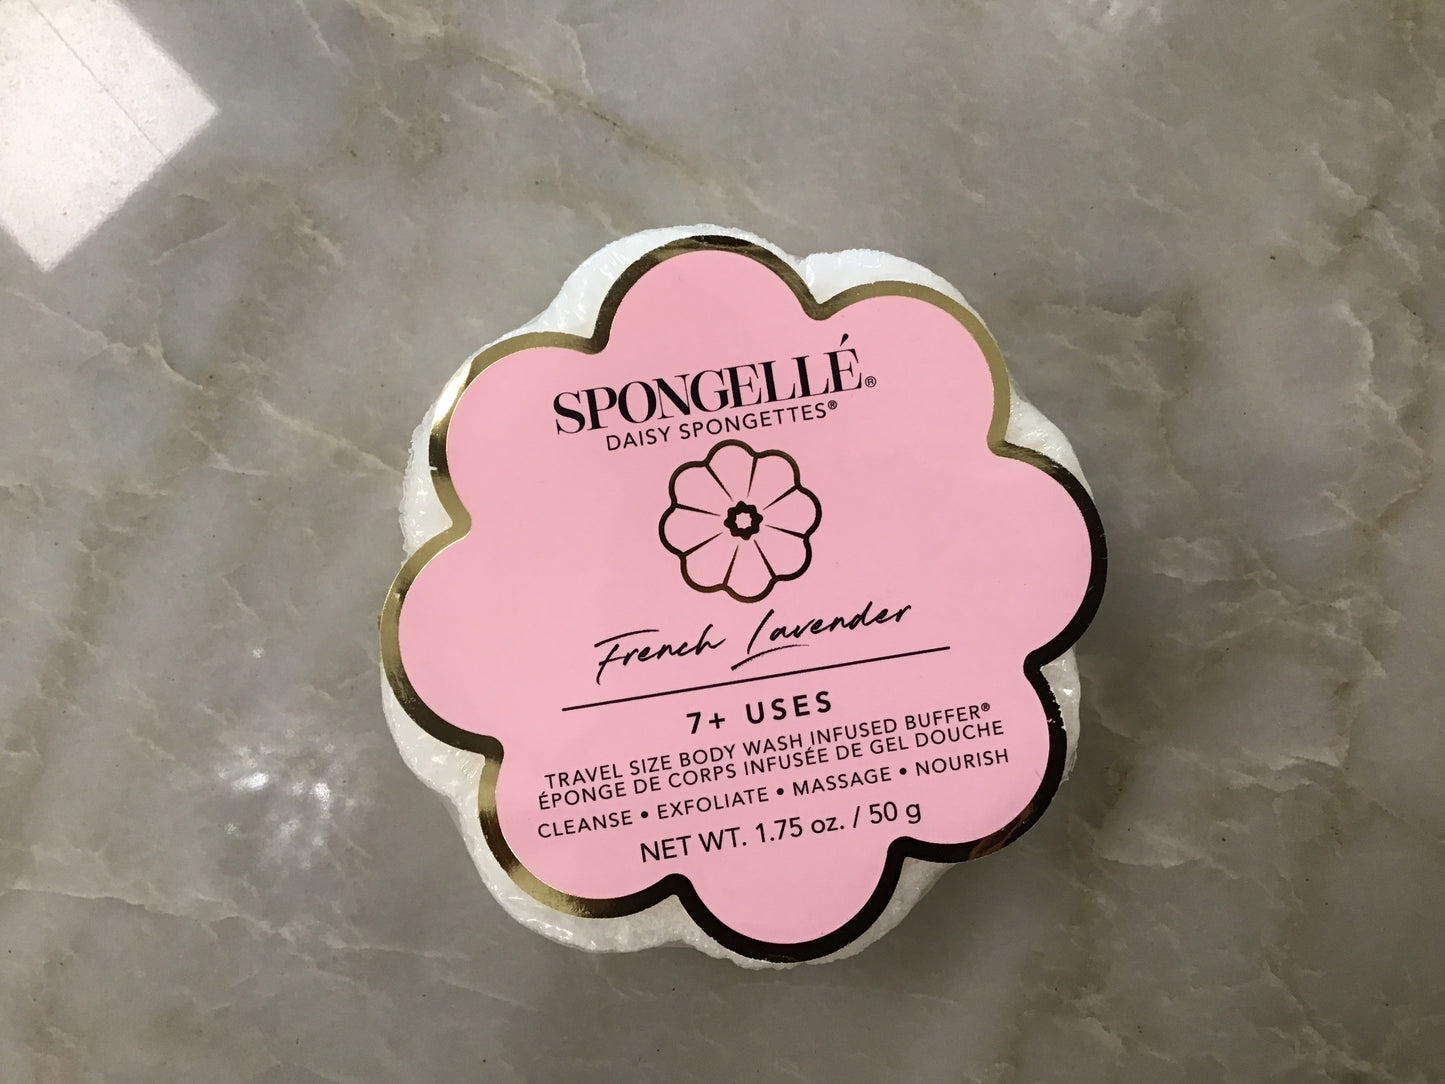 SPONGELLÉ®
DAISY SPONGETTES®
French Lavender
7+ USES
TRAVEL SIZE BODY WASH INFUSED BUFFER®
ÉPONGE DE CORPS INFUSÉE DE GEL DOUCHE
CLEANSE • EXFOLIATE • MASSAGE • NOURISH
NET WT. 1.75 oz. / 50 g